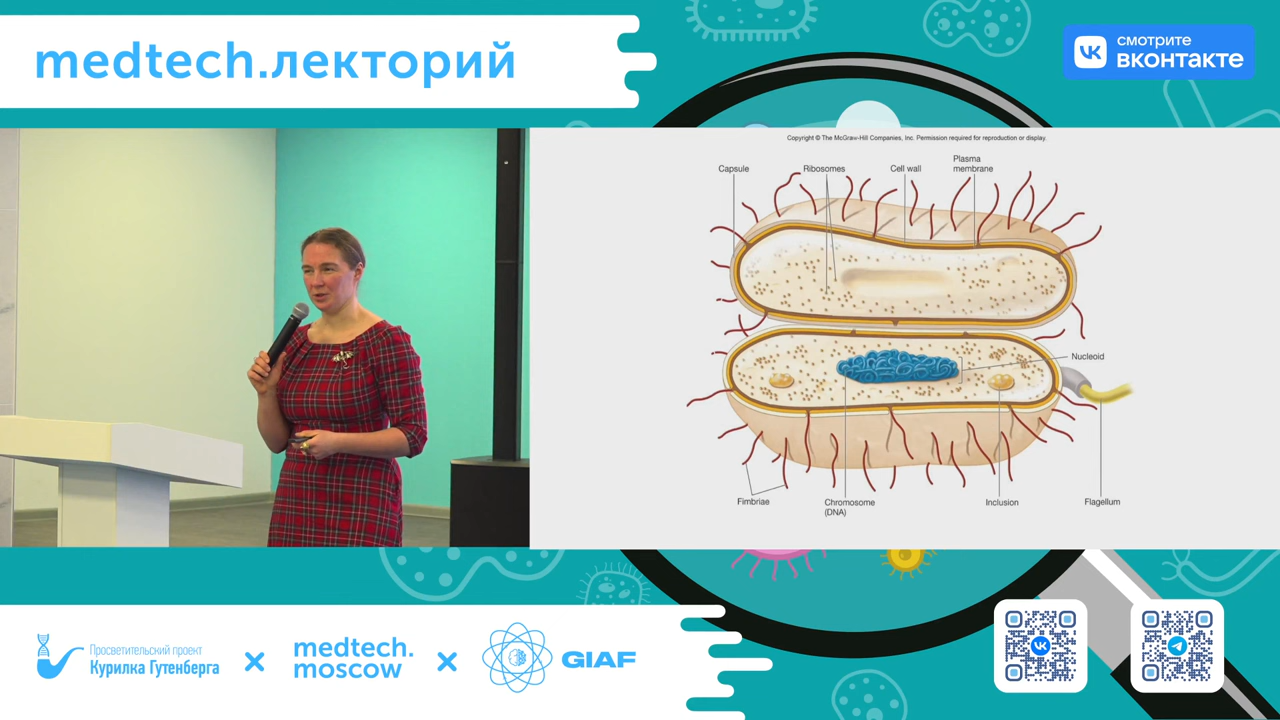 medtech.лекторий
смотрите
вконтакте
Copyright © The McGraw-Hill Companies, Inc. Permission required for reproduction or display.
Capsule
Ribosomes
Cell wall
Plasma
membrane
Nucleoid
Fimbriae
Chromosome
(DNA)
Inclusion
Flagellum
Просветительский проект
Курилка Гутенберга
medtech.
moscow
GIAF